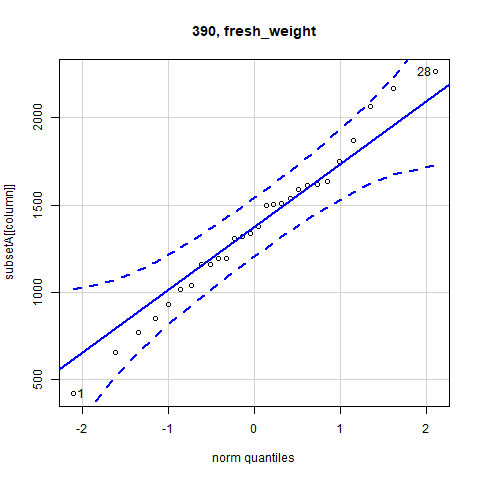 390, fresh_weight
subsetA[[column]]
2000
1500
1000
500
28
1
-2 -1 0 1 2
norm quantiles